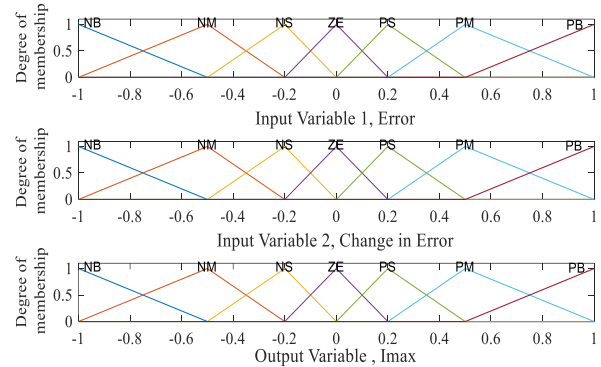 Degree of
membership
1
0.5
0
NB NM NS ZE PS PM PB
-1 -0.8 -0.6 -0.4 -0.2 0 0.2 0.4 0.6 0.8 1
Input Variable 1, Error
Degree of
membership
1
0.5
0
NB NM NS ZE PS PM PB
-1 -0.8 -0.6 -0.4 -0.2 0 0.2 0.4 0.6 0.8 1
Input Variable 2, Change in Error
Degree of
membership
1
0.5
0
NB NM NS ZE PS PM PB
-1 -0.8 -0.6 -0.4 -0.2 0 0.2 0.4 0.6 0.8 1
Output Variable , Imax